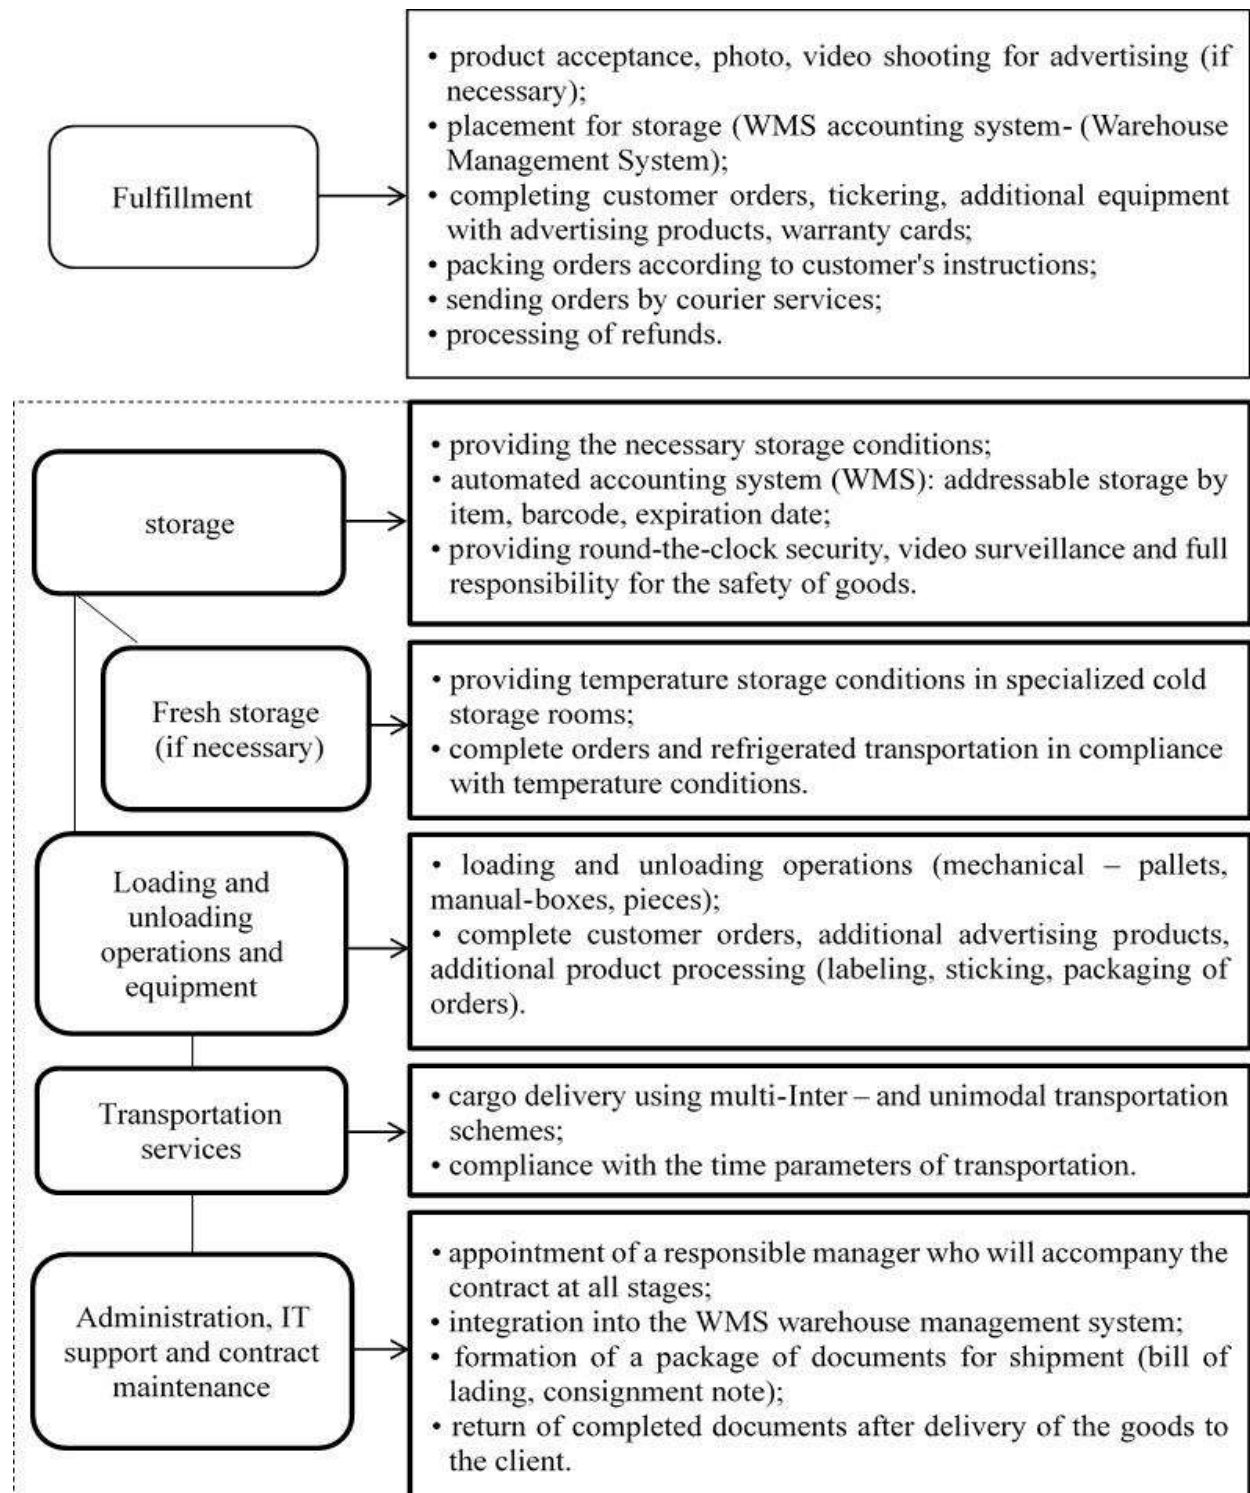 Fulfillment
• product acceptance, photo, video shooting for advertising (if
necessary);
• placement for storage (WMS accounting system- (Warehouse
Management System);
• completing customer orders, tickering, additional equipment
with advertising products, warranty cards;
• packing orders according to customer's instructions;
• sending orders by courier services;
• processing of refunds.
storage
• providing the necessary storage conditions;
• automated accounting system (WMS): addressable storage by
item, barcode, expiration date;
• providing round-the-clock security, video surveillance and full
responsibility for the safety of goods.
Fresh storage
(if necessary)
• providing temperature storage conditions in specialized cold
storage rooms;
• complete orders and refrigerated transportation in compliance
with temperature conditions.
Loading and
unloading
operations and
equipment
• loading and unloading operations (mechanical – pallets,
manual-boxes, pieces);
• complete customer orders, additional advertising products,
additional product processing (labeling, sticking, packaging of
orders).
Transportation
services
• cargo delivery using multi-Inter – and unimodal transportation
schemes;
• compliance with the time parameters of transportation.
Administration, IT
support and contract
maintenance
• appointment of a responsible manager who will accompany the
contract at all stages;
• integration into the WMS warehouse management system;
• formation of a package of documents for shipment (bill of
lading, consignment note);
• return of completed documents after delivery of the goods to
the client.